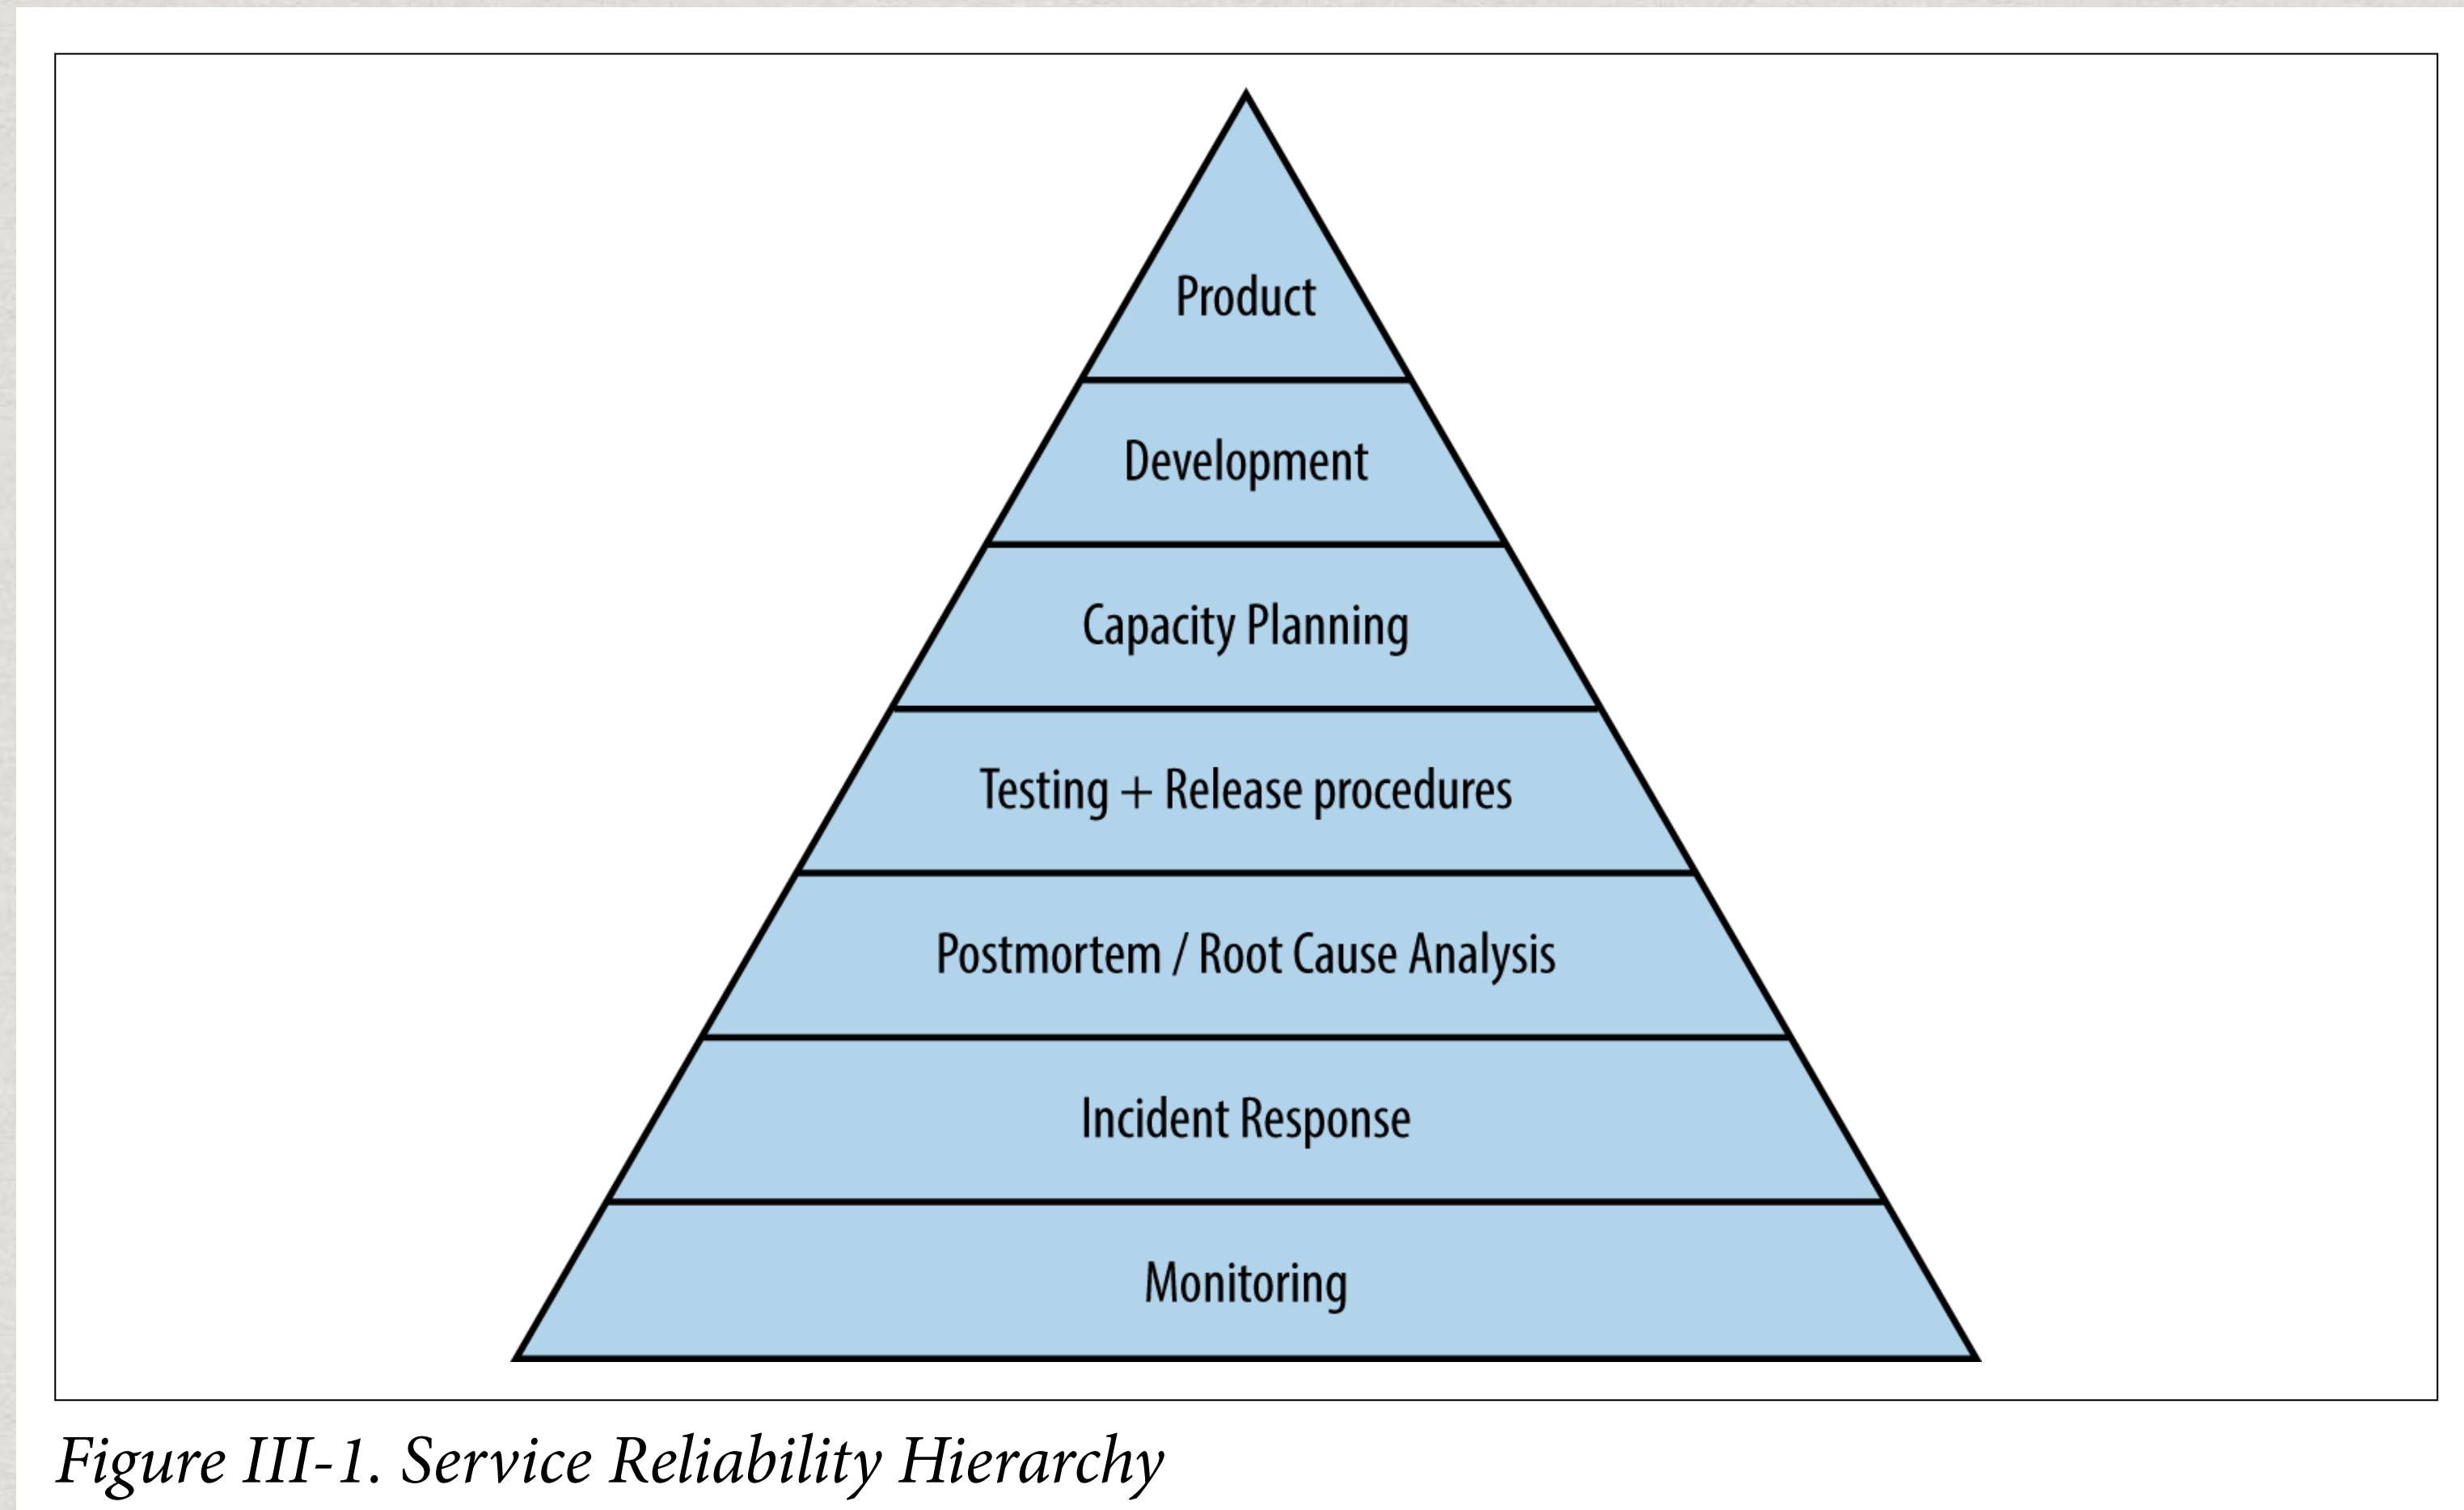 Product
Development
Capacity Planning
Testing + Release procedures
Postmortem / Root Cause Analysis
Incident Response
Monitoring
Figure III-1. Service Reliability Hierarchy